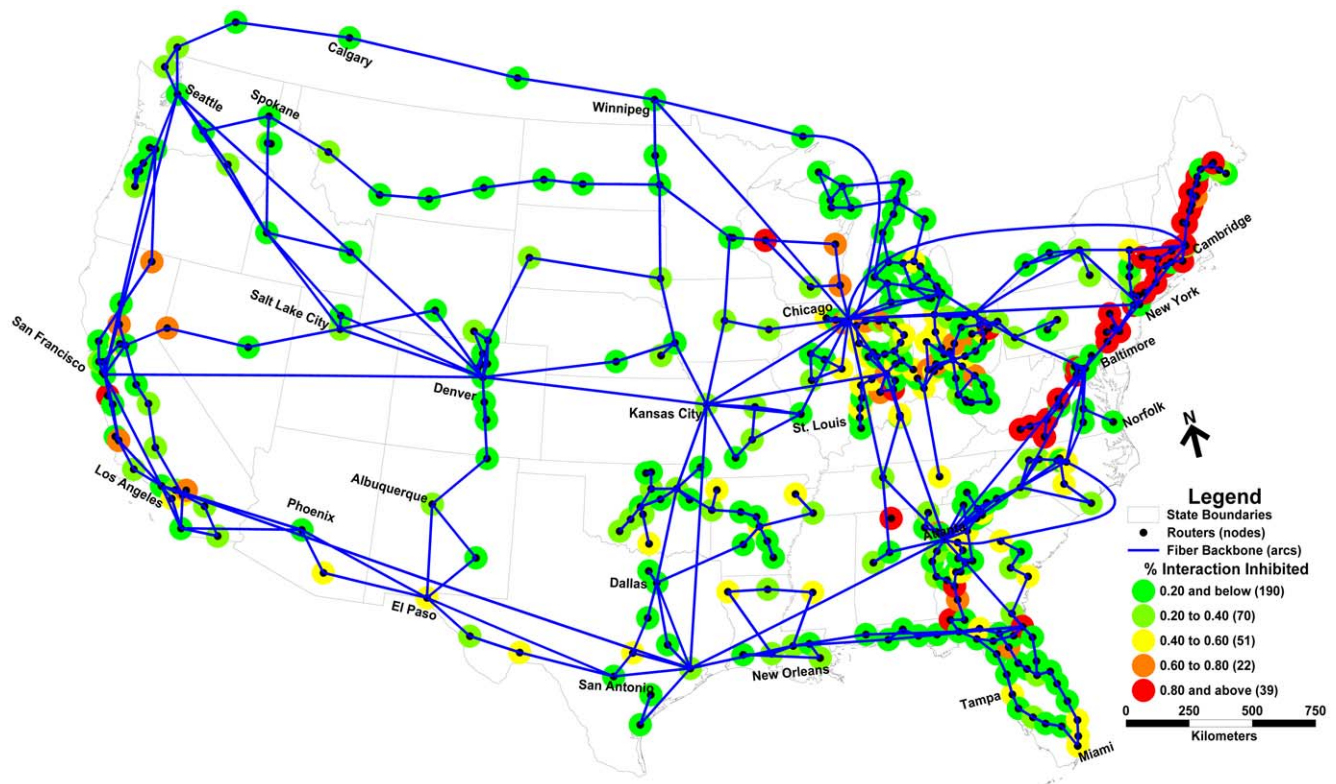 Calgary
Winnipeg
Seattle
Spokane
Cambridge
Salt Lake City
Chicago
New York
San Francisco
Baltimore
Denver
Kansas City
St. Louis
Norfolk
N
Los Angeles
Phoenix
Albuquerque
Atlanta
Dallas
El Paso
San Antonio
New Orleans
Tampa
Miami
Legend
State Boundaries
Routers (nodes)
Fiber Backbone (arcs)
% Interaction Inhibited
0.20 and below (190)
0.20 to 0.40 (70)
0.40 to 0.60 (51)
0.60 to 0.80 (22)
0.80 and above (39)
0 250 500 750
Kilometers